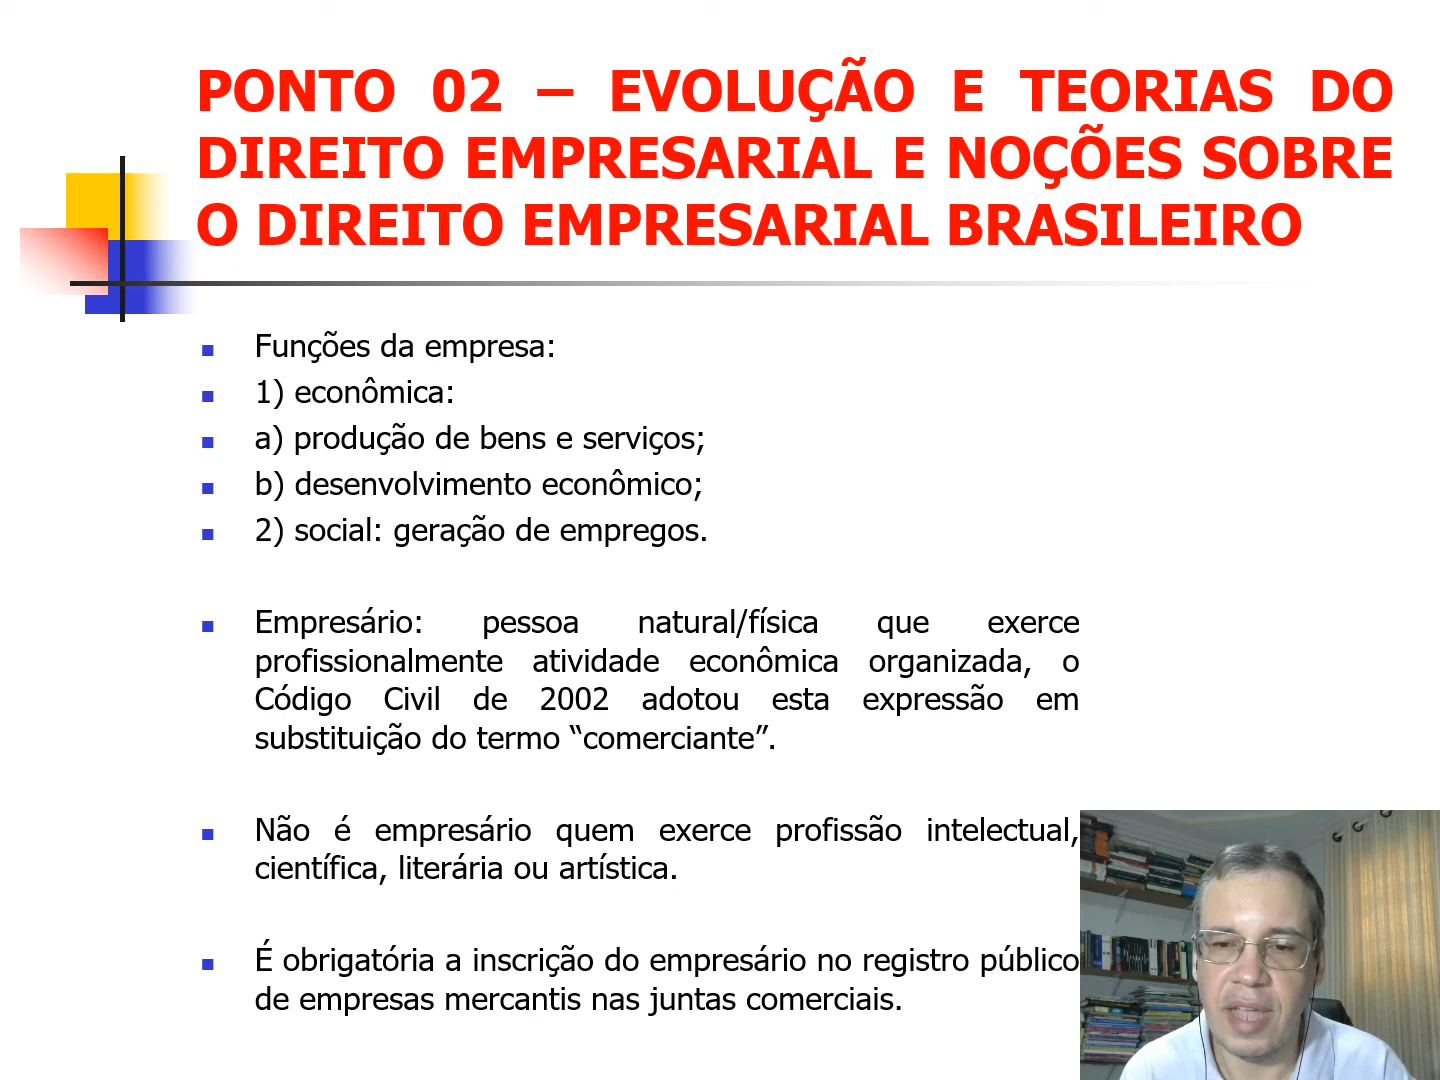 PONTO 02 – EVOLUÇÃO E TEORIAS DO
DIREITO EMPRESARIAL E NOÇÕES SOBRE
O DIREITO EMPRESARIAL BRASILEIRO
Funções da empresa:
1) econômica:
a) produção de bens e serviços;
b) desenvolvimento econômico;
2) social: geração de empregos.
Empresário: pessoa natural/física que exerce
profissionalmente atividade econômica organizada, o
Código Civil de 2002 adotou esta expressão em
substituição do termo “comerciante”.
Não é empresário quem exerce profissão intelectual,
científica, literária ou artística.
É obrigatória a inscrição do empresário no registro público
de empresas mercantis nas juntas comerciais.